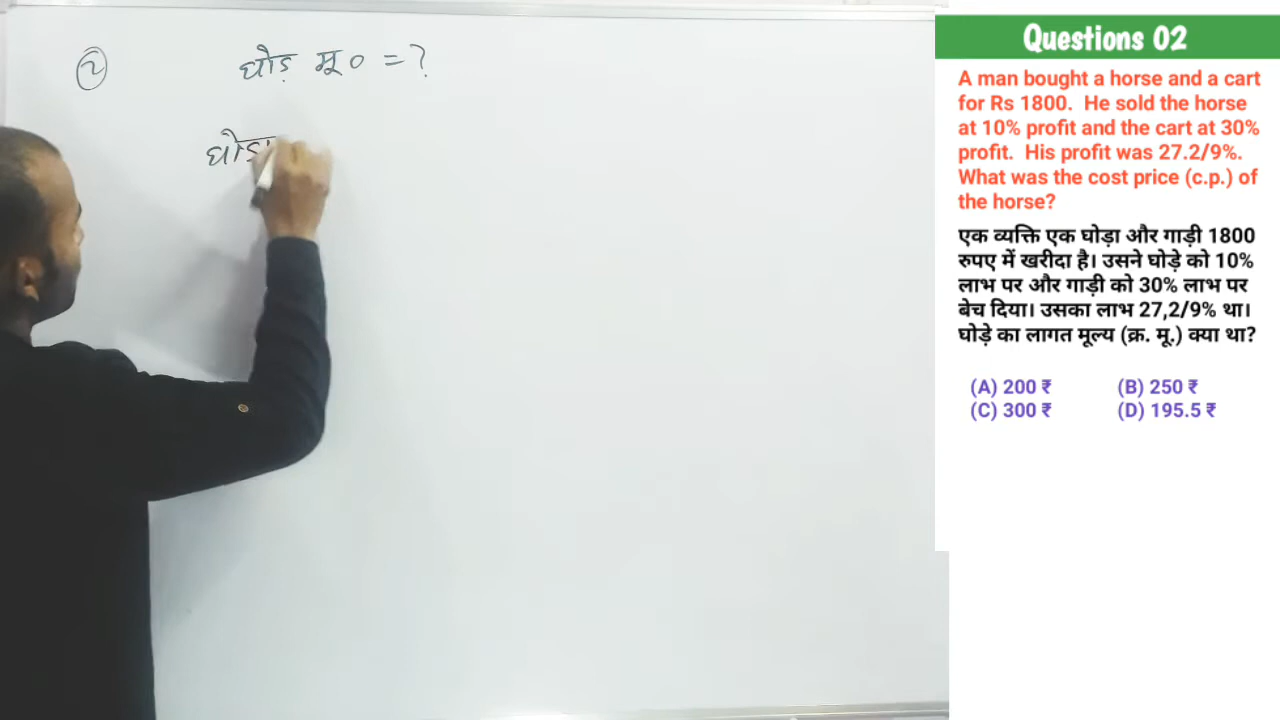 २ घोड़ मू० = ?
घोड़ा
Questions 02
A man bought a horse and a cart
for Rs 1800. He sold the horse
at 10% profit and the cart at 30%
profit. His profit was 27.2/9%.
What was the cost price (c.p.) of
the horse?
एक व्यक्ति एक घोड़ा और गाड़ी 1800
रुपए में खरीदा है। उसने घोड़े को 10%
लाभ पर और गाड़ी को 30% लाभ पर
बेच दिया। उसका लाभ 27,2/9% था।
घोड़े का लागत मूल्य (क्र. मू.) क्या था?
(A) 200 ₹ (B) 250 ₹
(C) 300 ₹ (D) 195.5 ₹